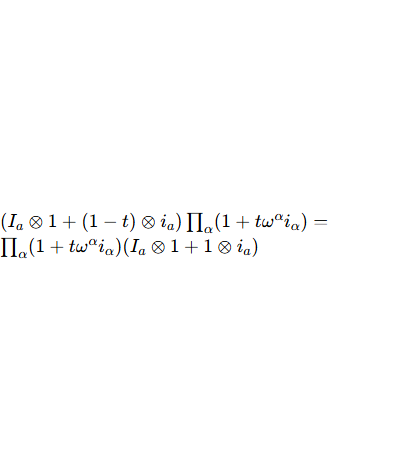 (I_a ⊗ 1 + (1 − t) ⊗ i_a) ∏_α(1 + tω^α i_α) =
∏_α(1 + tω^α i_α)(I_a ⊗ 1 + 1 ⊗ i_a)